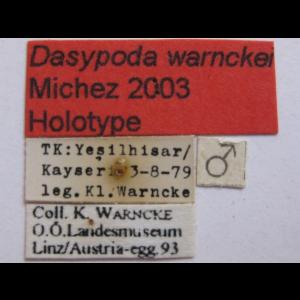 Dasypoda warnckei
Michez 2003
Holotype
TK:Yeşilhisar/
Kayseri 3-8-79
leg.Kl.Warncke
♂
Coll. K. WARNCKE
O.Ö.Landesmuseum
Linz/Austria-egg.93